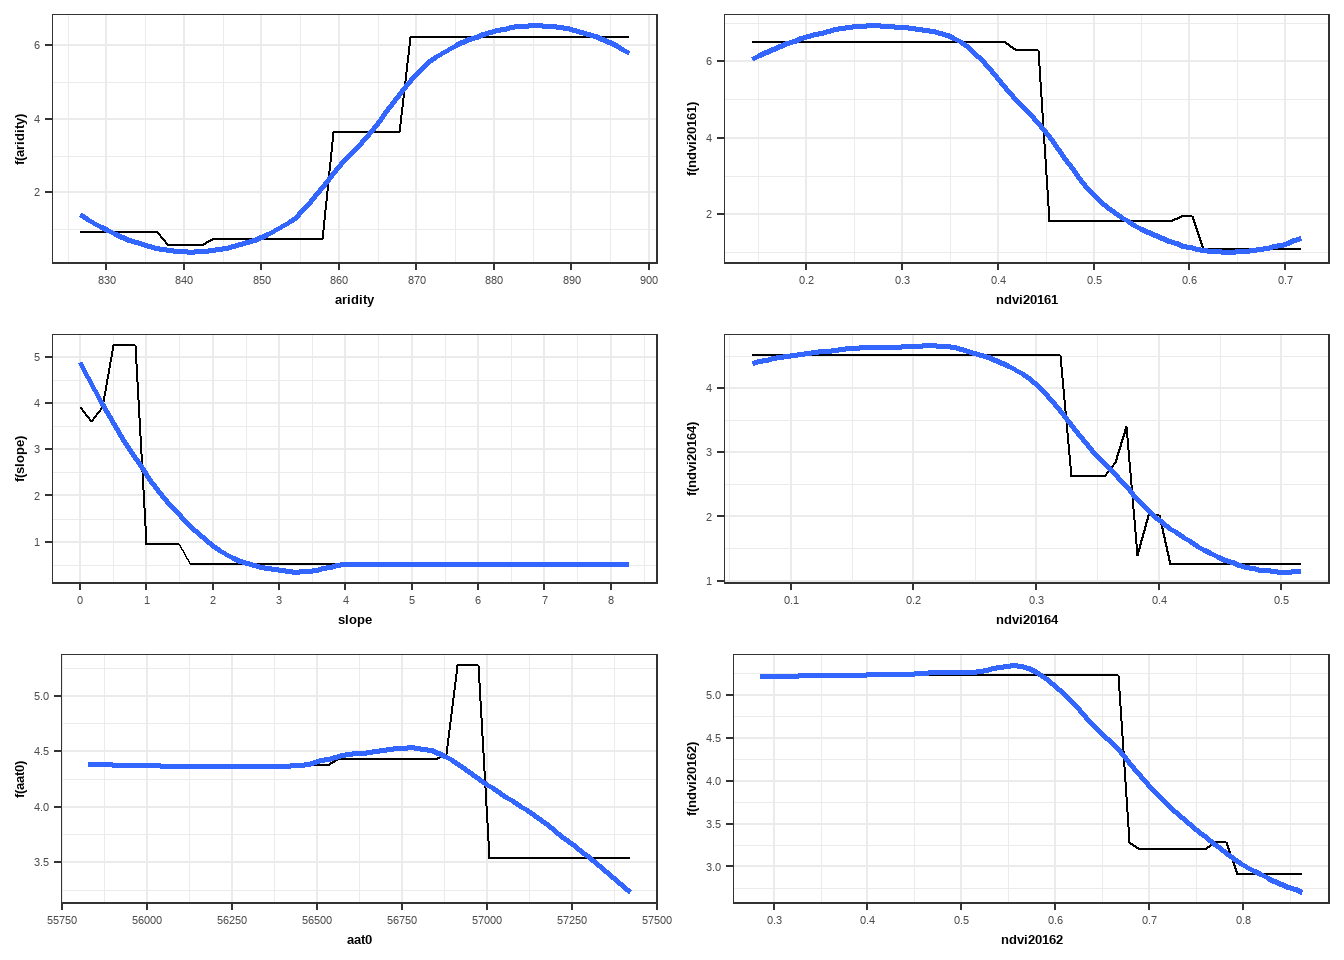 f(aridity)
6
4
2
830 840 850 860 870 880 890 900
aridity
f(ndvi20161)
6
4
2
0.2 0.3 0.4 0.5 0.6 0.7
ndvi20161
f(slope)
5
4
3
2
1
0 1 2 3 4 5 6 7 8
slope
f(ndvi20164)
4
3
2
1
0.1 0.2 0.3 0.4 0.5
ndvi20164
f(aat0)
5.0
4.5
4.0
3.5
55750 56000 56250 56500 56750 57000 57250 57500
aat0
f(ndvi20162)
5.0
4.5
4.0
3.5
3.0
0.3 0.4 0.5 0.6 0.7 0.8
ndvi20162